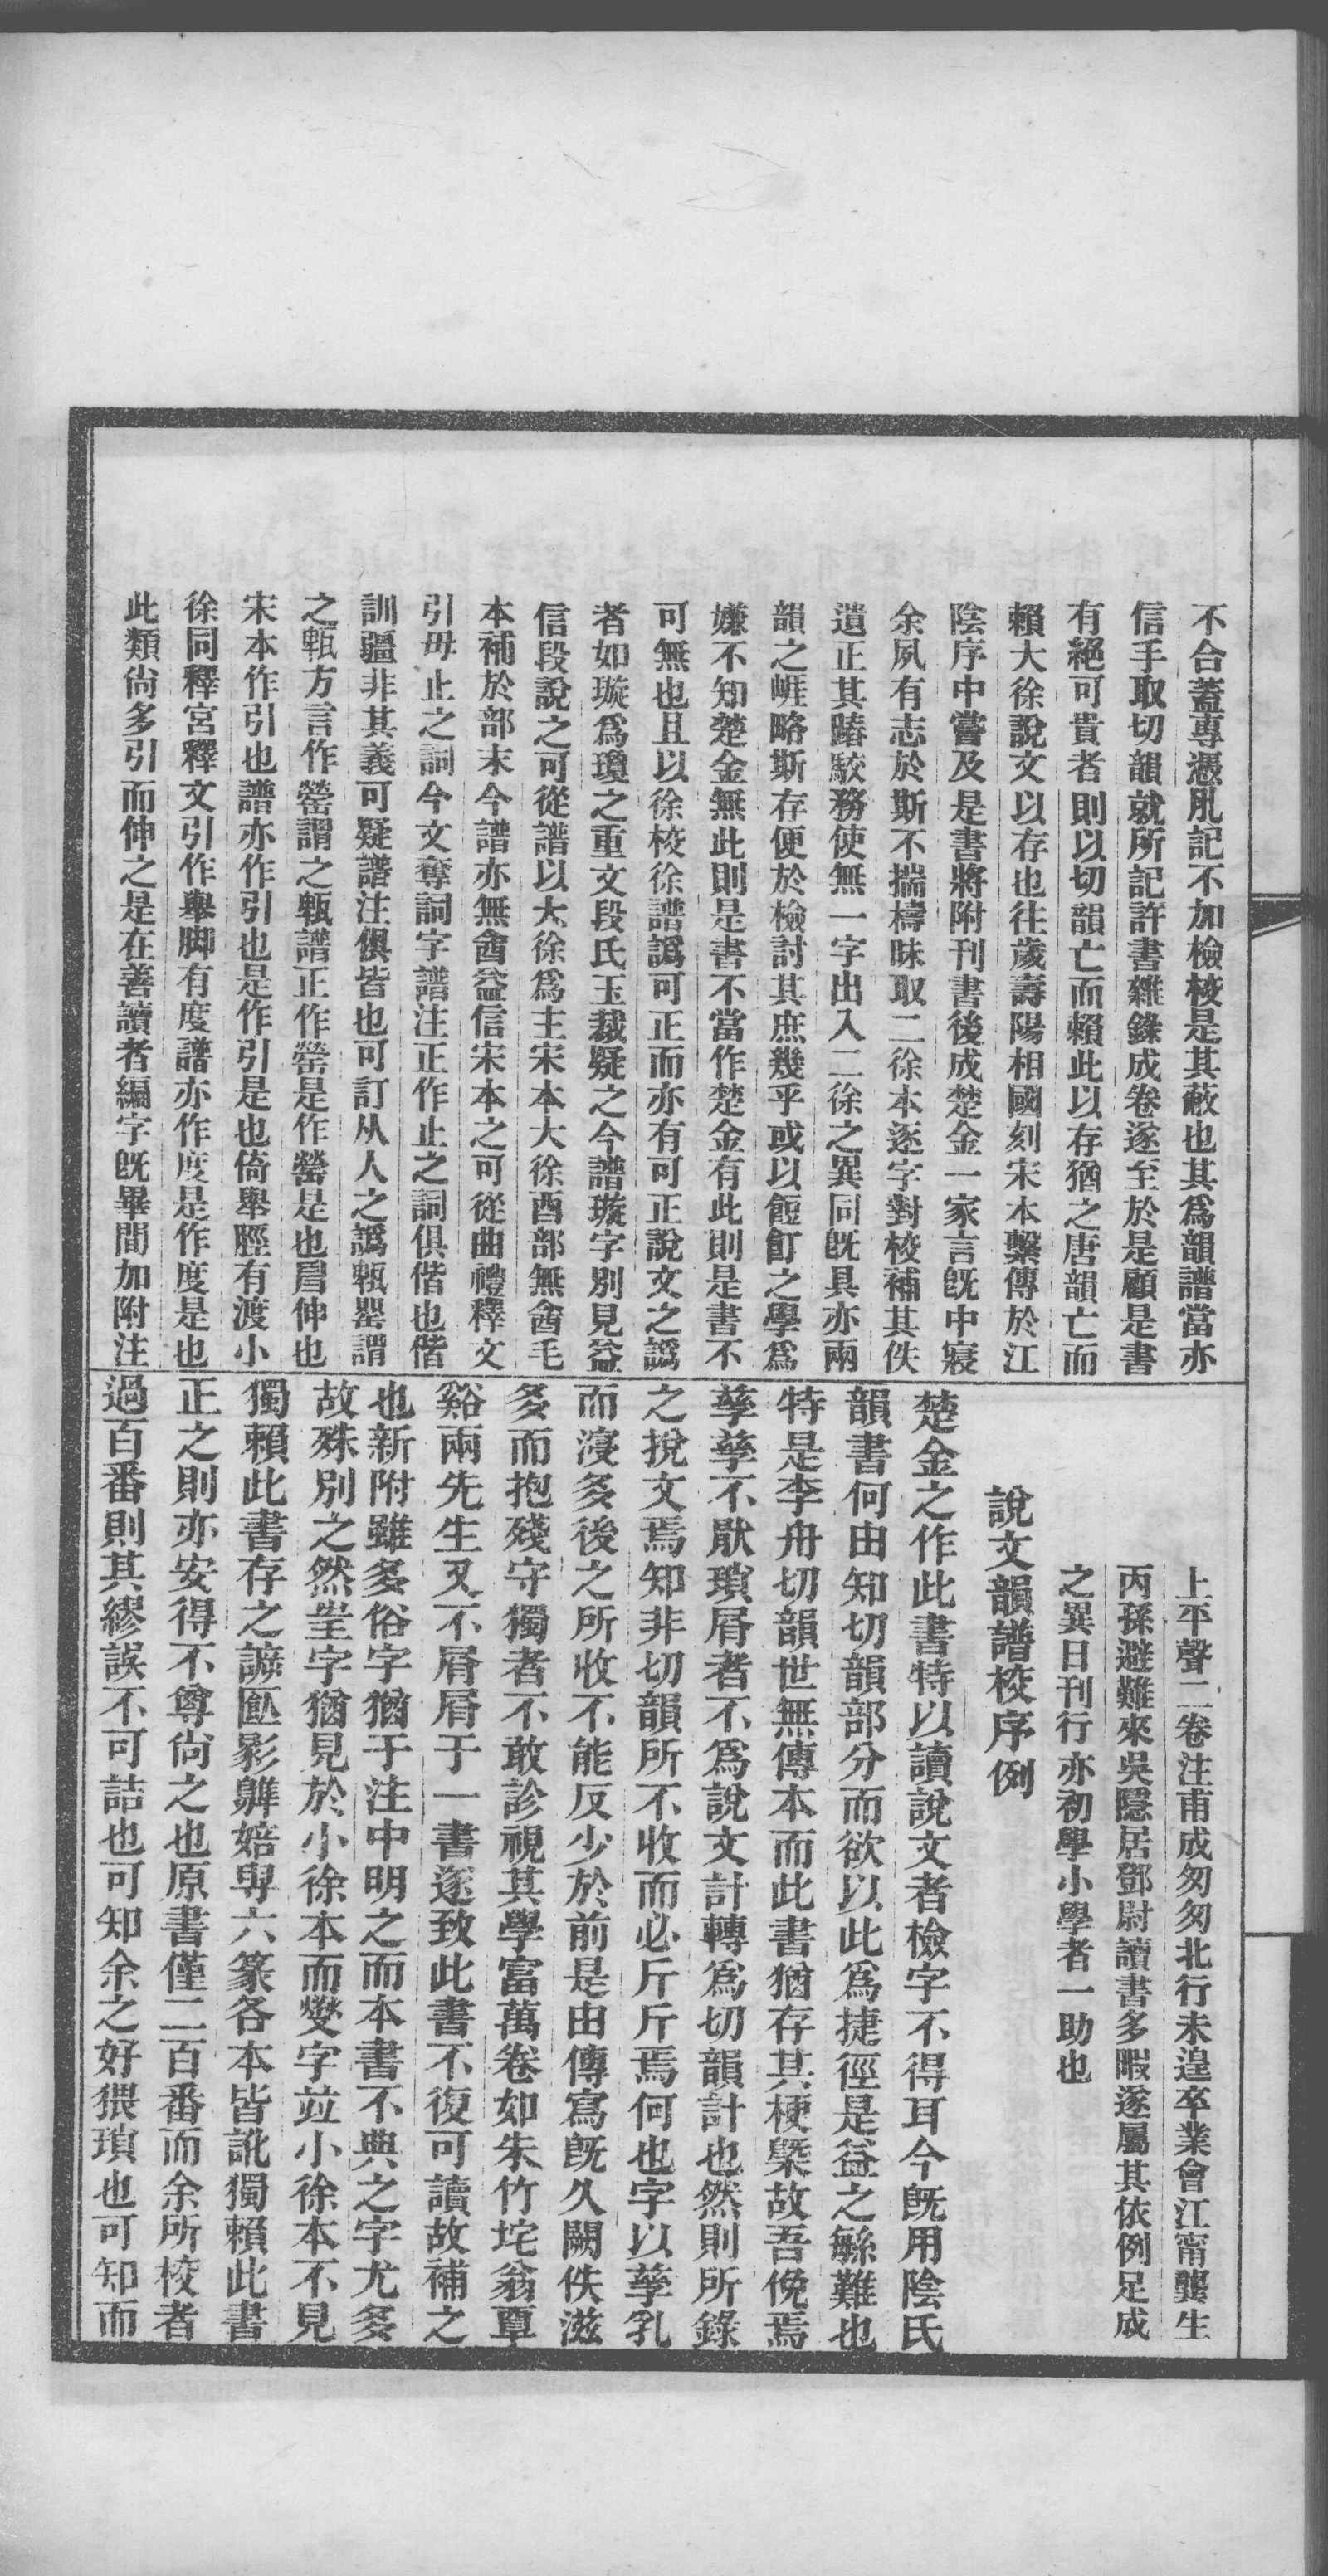 不合蓋專憑肊記不加檢校是其蔽也其爲韻譜當亦
信手取切韻就所記許書雜錄成卷遂至於是顧是書
有絕可貴者則以切韻亡而賴此以存猶之唐韻亡而
賴大徐說文以存也往歲壽陽相國刻宋本繫傳於江
陰序中嘗及是書將附刊書後成楚金一家言旣中寢
余夙有志於斯不揣檮昧取二徐本逐字對校補其佚
遺正其踳駮務使無一字出入二徐之異同旣具亦兩
韻之崕略斯存便於檢討其庶幾乎或以餖飣之學爲
嫌不知楚金無此則是書不當作楚金有此則是書不
可無也且以徐校徐譜譌可正而亦有可正說文之譌
者如璇爲瓊之重文段氏玉裁疑之今譜璇字別見益
信段說之可從譜以大徐爲主宋本大徐酉部無酓毛
本補於部末今譜亦無酓益信宋本之可從曲禮釋文
引毋止之詞今文奪詞字譜注正作止之詞俱偕也偕
訓彊非其義可疑譜注俱皆也可訂从人之譌㼚罌謂
之㼚方言作罃謂之㼚譜正作罃是作罃是也𦥔伸也
宋本作引也譜亦作引也是作引是也倚舉脛有渡小
徐同釋宮釋文引作舉脚有度譜亦作度是作度是也
此類尙多引而伸之是在善讀者編字旣畢間加附注
上平聲二卷注甫成匆匆北行未遑卒業會江甯龔生
丙孫避難來吳隱居鄧尉讀書多暇遂屬其依例足成
之異日刊行亦初學小學者一助也
說文韻譜校序例
楚金之作此書特以讀說文者檢字不得耳今旣用陰氏
韻書何由知切韻部分而欲以此爲捷徑是益之緐難也
特是李舟切韻世無傳本而此書猶存其梗槩故吾俛焉
孳孳不猒瑣屑者不爲說文計轉爲切韻計也然則所錄
之挩文焉知非切韻所不收而必斤斤焉何也字以孳乳
而寖多後之所收不能反少於前是由傳寫旣久闕佚滋
多而抱殘守獨者不敢診視其學富萬卷如朱竹垞翁覃
谿兩先生又不屑屑于一書遂致此書不復可讀故補之
也新附雖多俗字猶于注中明之而本書不典之字尤多
故殊別之然㞷字猶見於小徐本而燮字竝小徐本不見
獨賴此書存之謕匭影䪐婄叀六篆各本皆訛獨賴此書
正之則亦安得不尊尙之也原書僅二百番而余所校者
過百番則其繆誤不可詰也可知余之好猥瑣也可知而